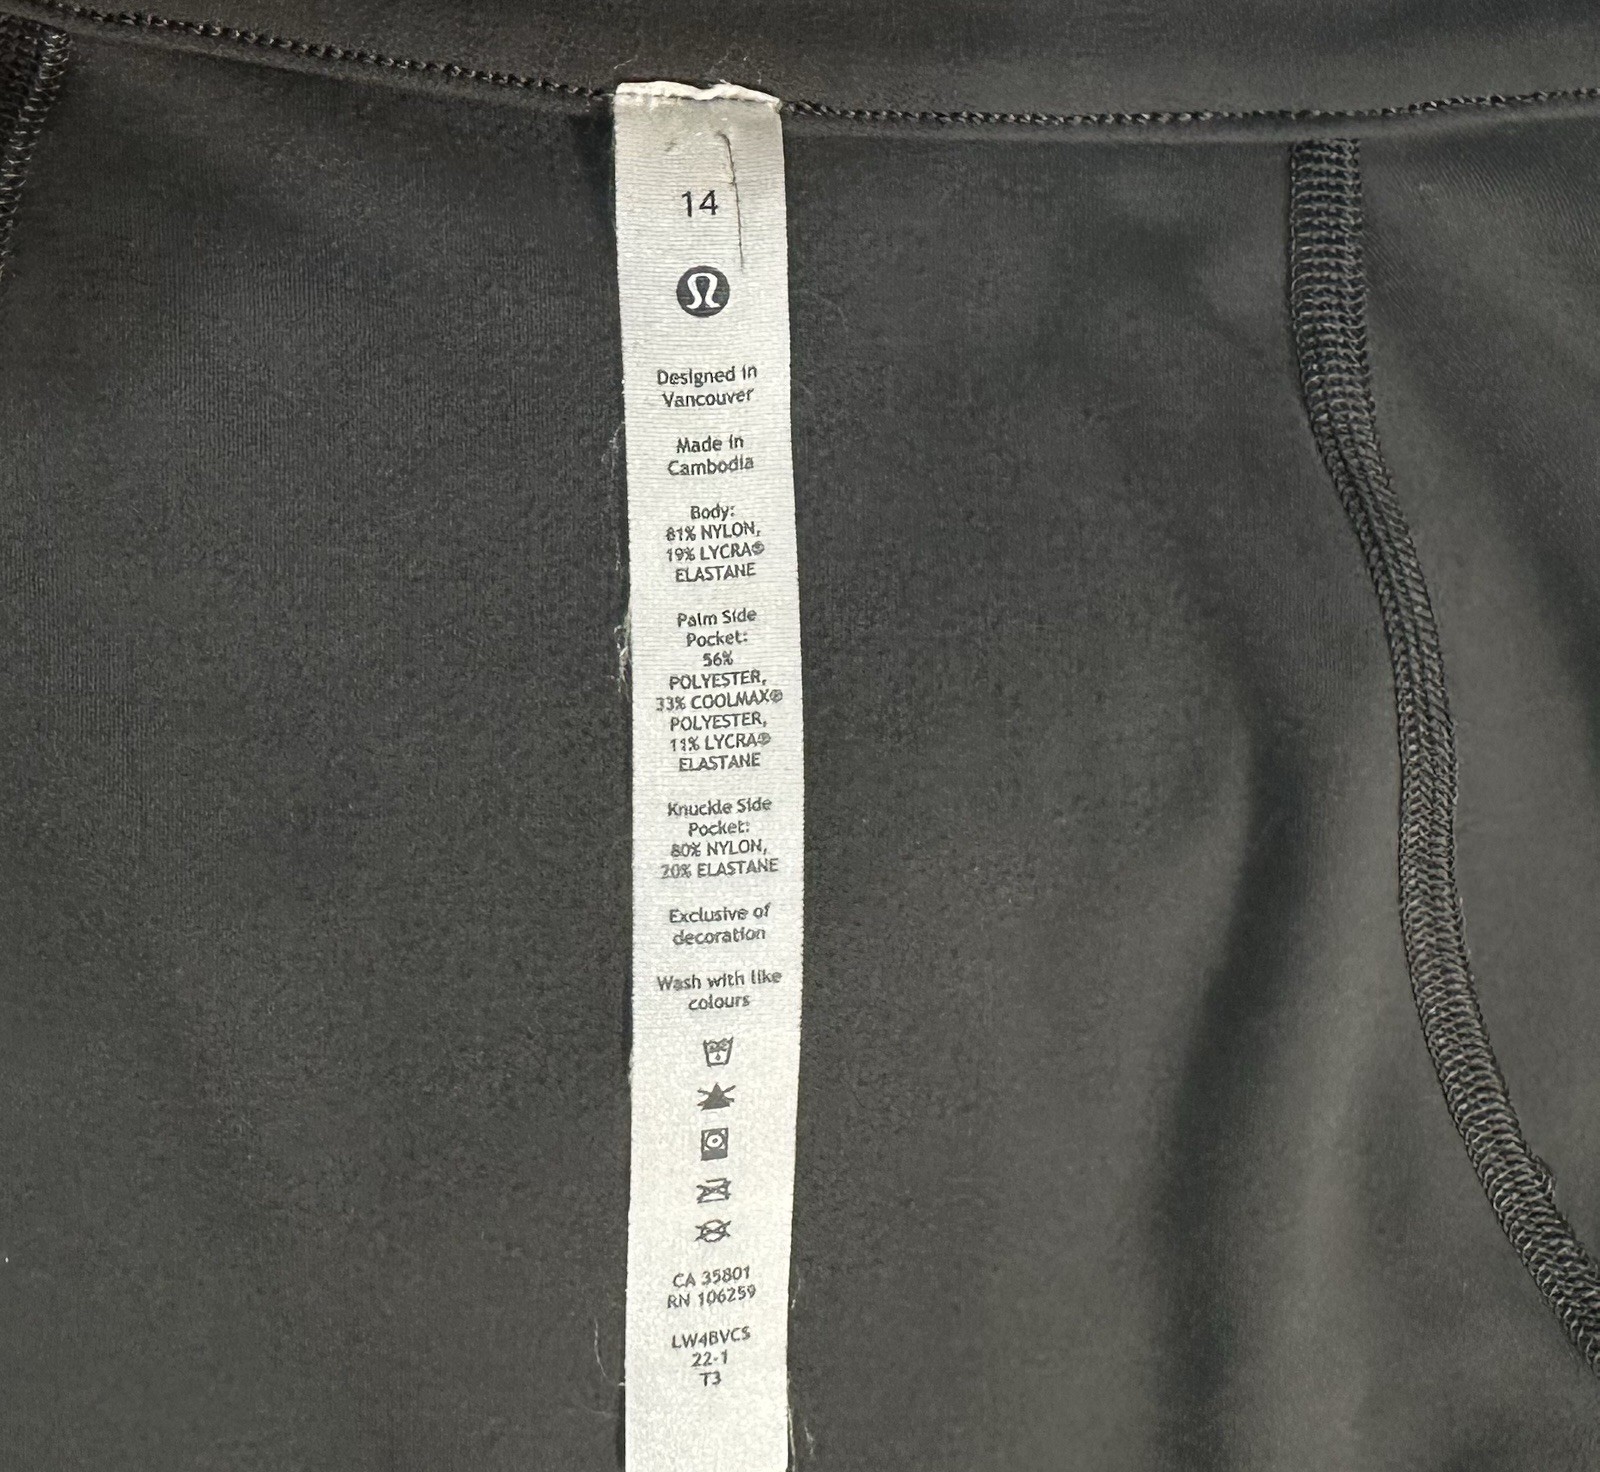 14
Designed in
Vancouver
Made in
Cambodia
Body:
81% NYLON,
19% LYCRA®
ELASTANE
Palm Side
Pocket:
56%
POLYESTER,
33% COOLMAX®
POLYESTER,
11% LYCRA®
ELASTANE
Knuckle Side
Pocket:
80% NYLON,
20% ELASTANE
Exclusive of
decoration
Wash with like
colours
CA 35801
RN 106259
LW4BVCS
22-1
T3